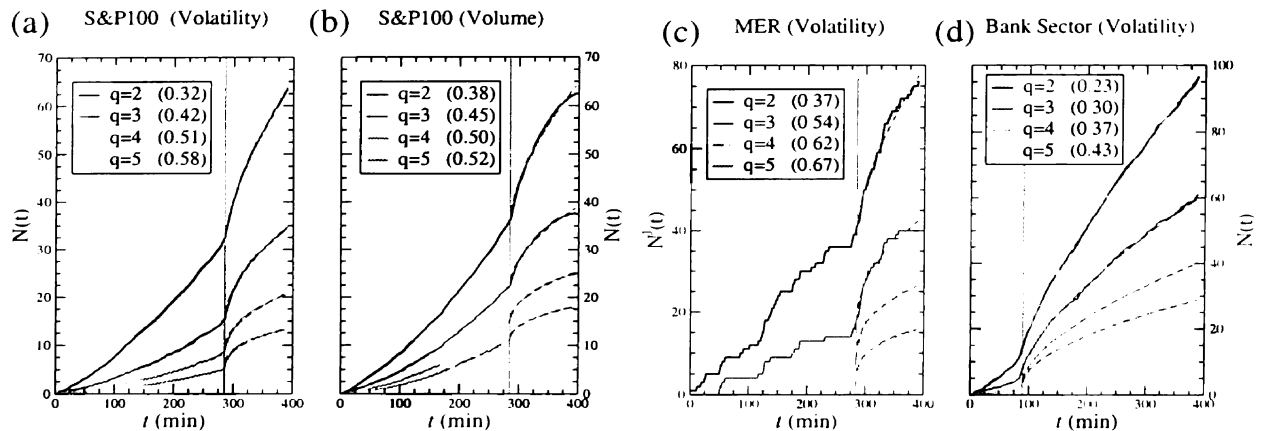 (a) S&P100 (Volatility)
70
60
50
40
30
20
10
0
N(t)
q=2 (0.32)
q=3 (0.42)
q=4 (0.51)
q=5 (0.58)
0 100 200 300 400
t (min)
(b) S&P100 (Volume)
q=2 (0.38)
q=3 (0.45)
q=4 (0.50)
q=5 (0.52)
70
60
50
40
30
20
10
0
N(t)
0 100 200 300 400
t (min)
(c) MER (Volatility)
80
60
40
20
0
q=2 (0 37)
q=3 (0 54)
q=4 (0 62)
q=5 (0.67)
0 100 200 300 400
t (min)
(d) Bank Sector (Volatility)
q=2 (0.23)
q=3 (0.30)
q=4 (0.37)
q=5 (0.43)
100
80
60
40
20
0
N(t)
0 100 200 300 400
t (min)